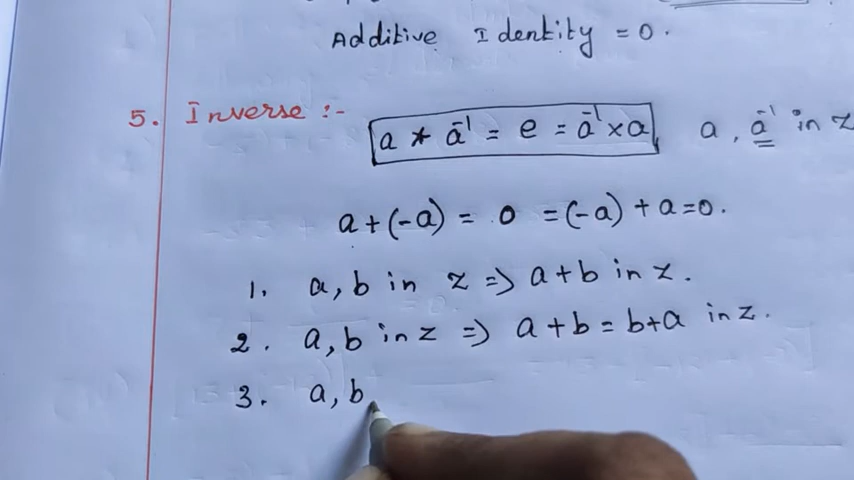 Additive Identity = 0.
5. Inverse :-
a * a⁻¹ = e = a⁻¹ × a, a, a⁻¹ in z
a + (-a) = 0 = (-a) + a = 0.
1. a, b in z => a + b in z.
2. a, b in z => a + b = b + a in z.
3. a, b